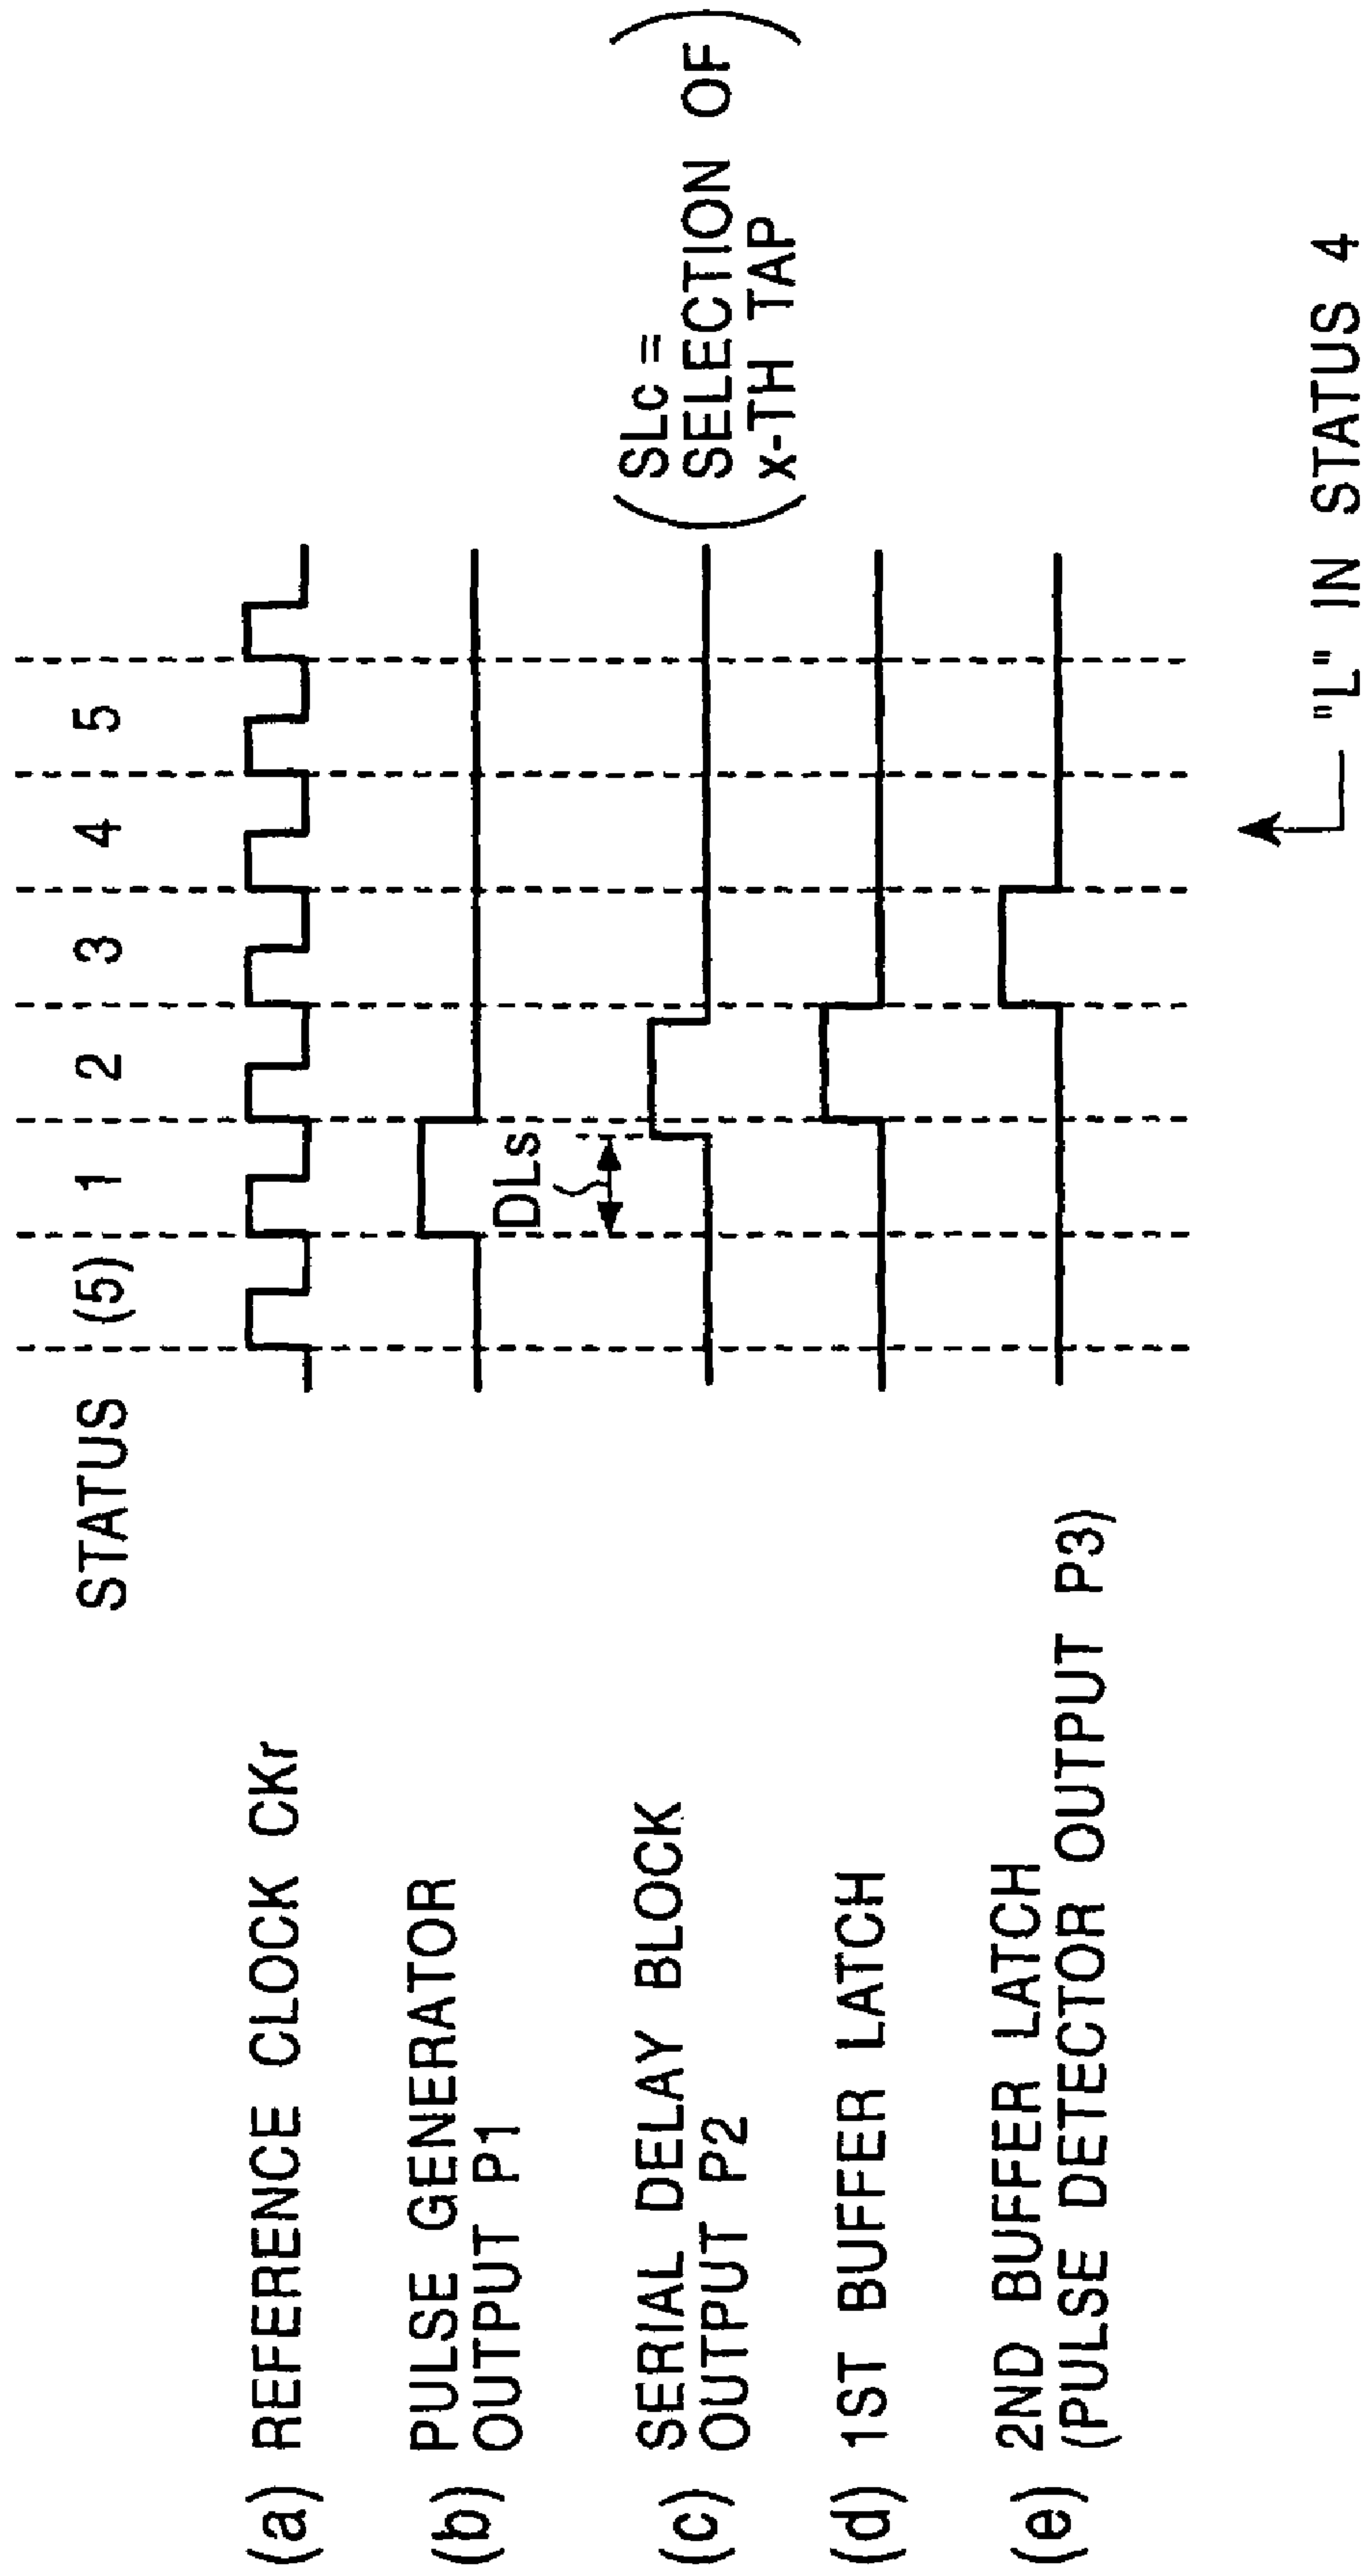 STATUS (5) 1 2 3 4 5
(a) REFERENCE CLOCK CKr
(b) PULSE GENERATOR
OUTPUT P1
DLs
(c) SERIAL DELAY BLOCK
OUTPUT P2
(SLc =
SELECTION OF
x-TH TAP)
(d) 1ST BUFFER LATCH
(e) 2ND BUFFER LATCH
(PULSE DETECTOR OUTPUT P3)
"L" IN STATUS 4